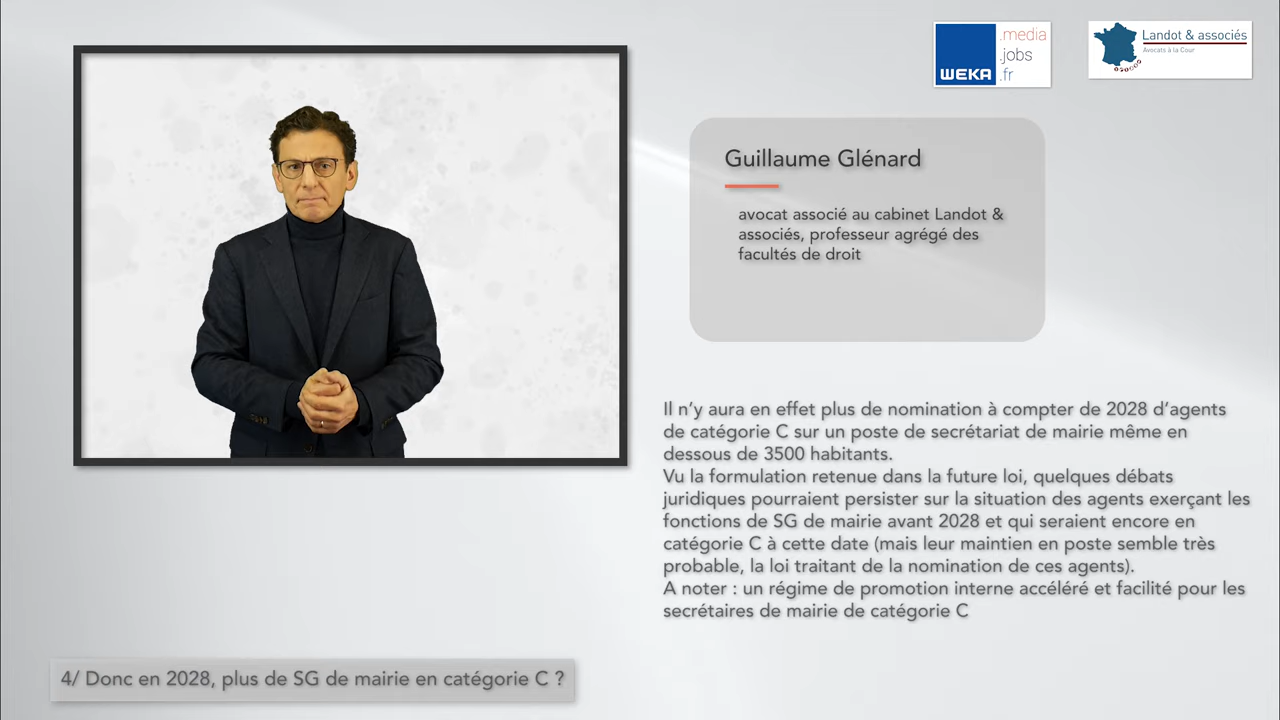 WEKA
.media
.jobs
.fr
Landot & associés
Avocats à la Cour
Guillaume Glénard
avocat associé au cabinet Landot &
associés, professeur agrégé des
facultés de droit
Il n'y aura en effet plus de nomination à compter de 2028 d'agents
de catégorie C sur un poste de secrétariat de mairie même en
dessous de 3500 habitants.
Vu la formulation retenue dans la future loi, quelques débats
juridiques pourraient persister sur la situation des agents exerçant les
fonctions de SG de mairie avant 2028 et qui seraient encore en
catégorie C à cette date (mais leur maintien en poste semble très
probable, la loi traitant de la nomination de ces agents).
A noter : un régime de promotion interne accéléré et facilité pour les
secrétaires de mairie de catégorie C
4/ Donc en 2028, plus de SG de mairie en catégorie C ?